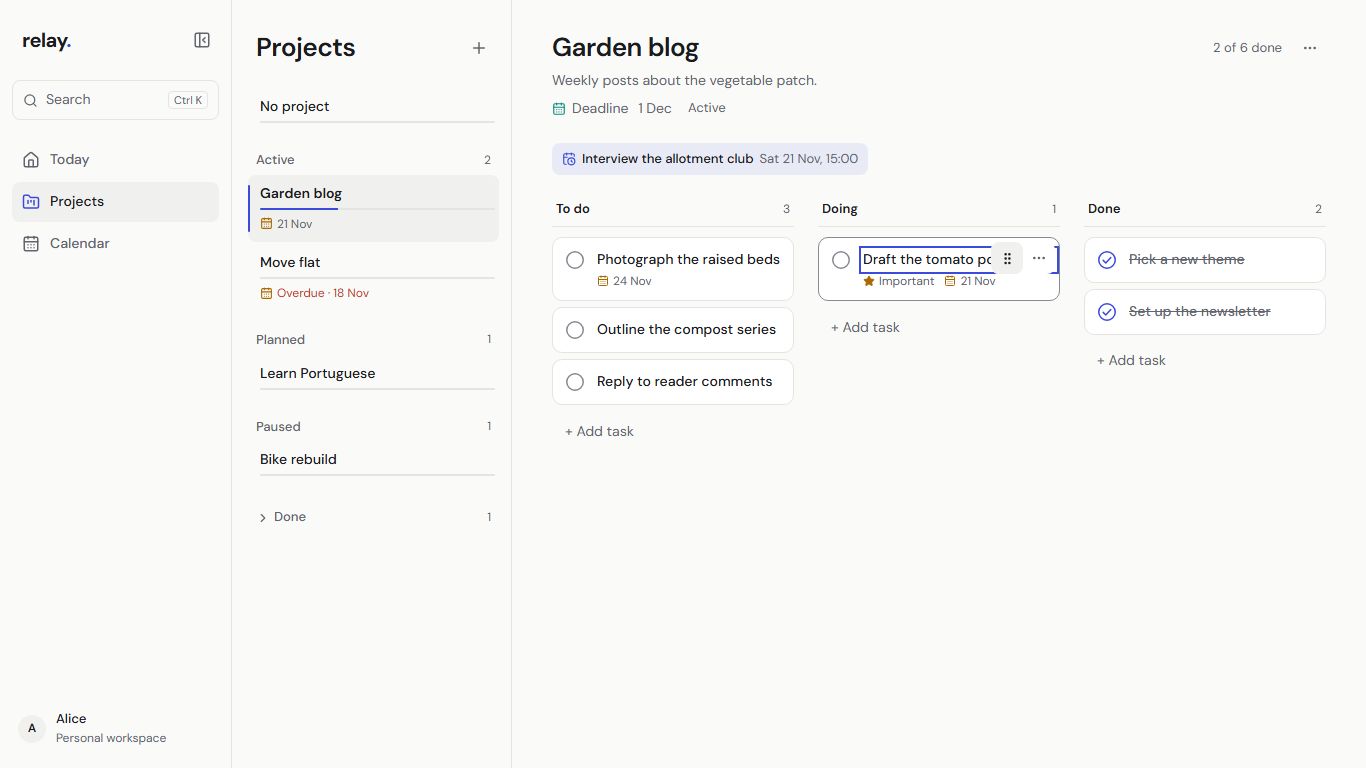 relay.
Search
Ctrl K
Today
Projects
Calendar
Alice
A
Personal workspace
Projects
No project
Active
2
Garden blog
21 Nov
Move flat
Overdue · 18 Nov
Planned
1
Learn Portuguese
Paused
1
Bike rebuild
Done
1
Garden blog
2 of 6 done
Weekly posts about the vegetable patch.
Deadline 1 Dec Active
Interview the allotment club Sat 21 Nov, 15:00
To do
3
Photograph the raised beds
24 Nov
Outline the compost series
Reply to reader comments
+ Add task
Doing
1
Draft the tomato
Important 21 Nov
+ Add task
Done
2
Pick a new theme
Set up the newsletter
+ Add task